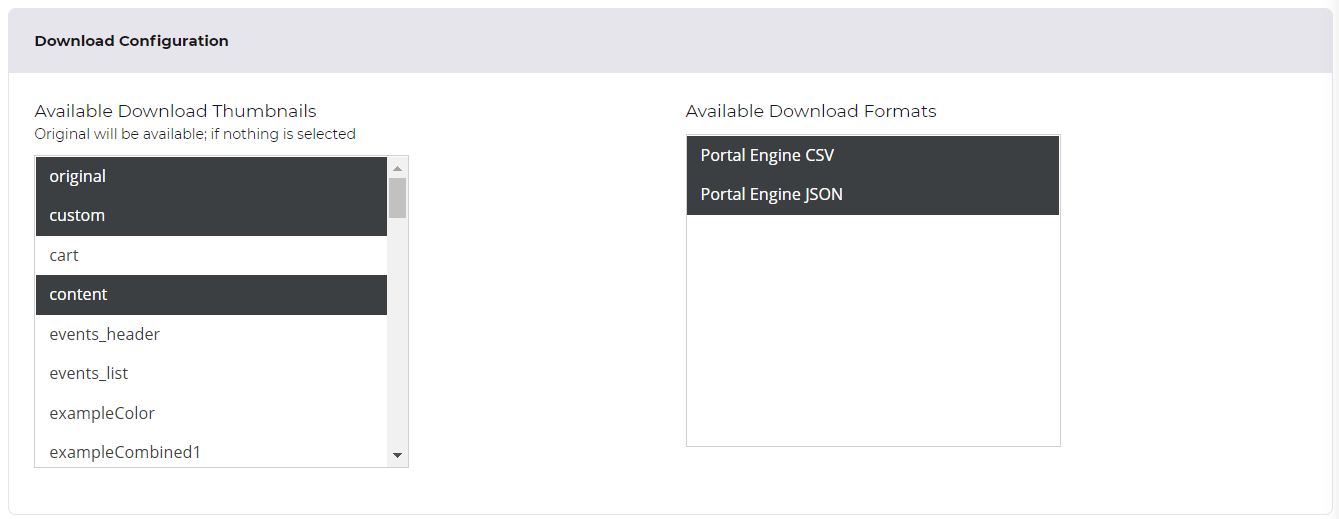 Download Configuration
Available Download Thumbnails
Original will be available; if nothing is selected
original
custom
cart
content
events_header
events_list
exampleColor
exampleCombined1
Available Download Formats
Portal Engine CSV
Portal Engine JSON